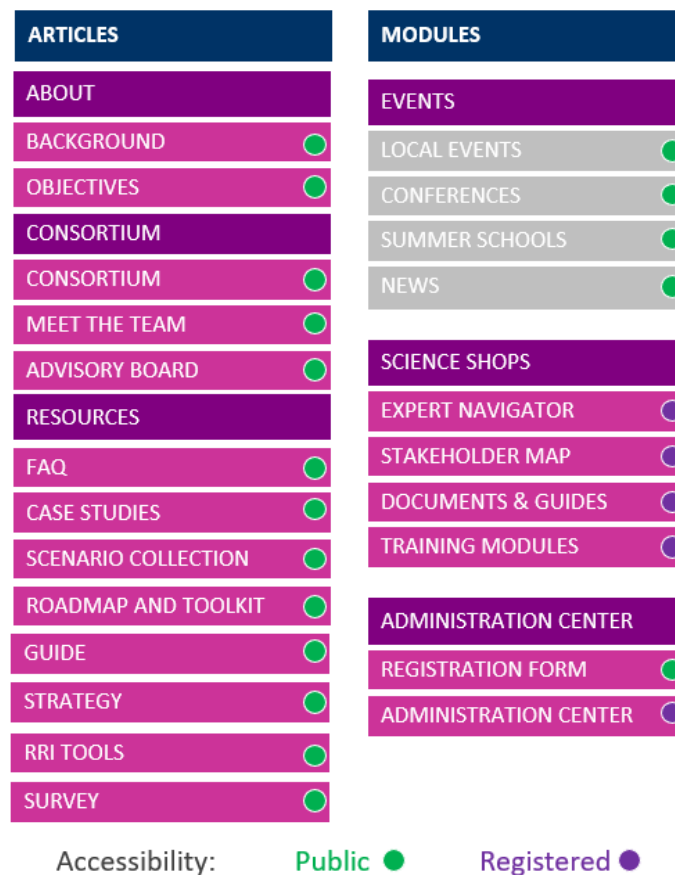 ARTICLES
ABOUT
BACKGROUND
OBJECTIVES
CONSORTIUM
CONSORTIUM
MEET THE TEAM
ADVISORY BOARD
RESOURCES
FAQ
CASE STUDIES
SCENARIO COLLECTION
ROADMAP AND TOOLKIT
GUIDE
STRATEGY
RRI TOOLS
SURVEY
MODULES
EVENTS
LOCAL EVENTS
CONFERENCES
SUMMER SCHOOLS
NEWS
SCIENCE SHOPS
EXPERT NAVIGATOR
STAKEHOLDER MAP
DOCUMENTS & GUIDES
TRAINING MODULES
ADMINISTRATION CENTER
REGISTRATION FORM
ADMINISTRATION CENTER
Accessibility: Public Registered